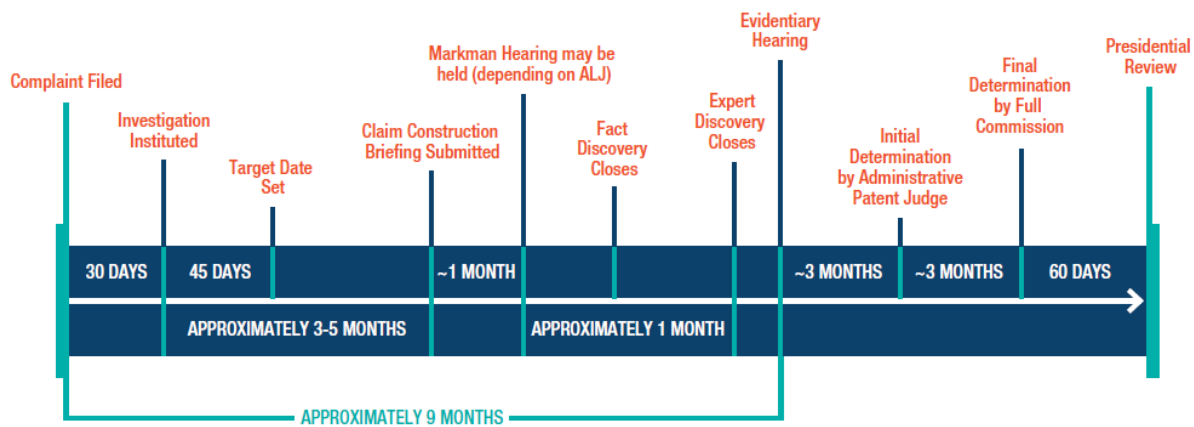 Complaint Filed
Investigation
Instituted
Target Date
Set
Claim Construction
Briefing Submitted
Markman Hearing may be
held (depending on ALJ)
Fact
Discovery
Closes
Expert
Discovery
Closes
Evidentiary
Hearing
Initial
Determination
by Administrative
Patent Judge
Final
Determination
by Full
Commission
Presidential
Review
30 DAYS
45 DAYS
~1 MONTH
~3 MONTHS
~3 MONTHS
60 DAYS
APPROXIMATELY 3-5 MONTHS
APPROXIMATELY 1 MONTH
APPROXIMATELY 9 MONTHS